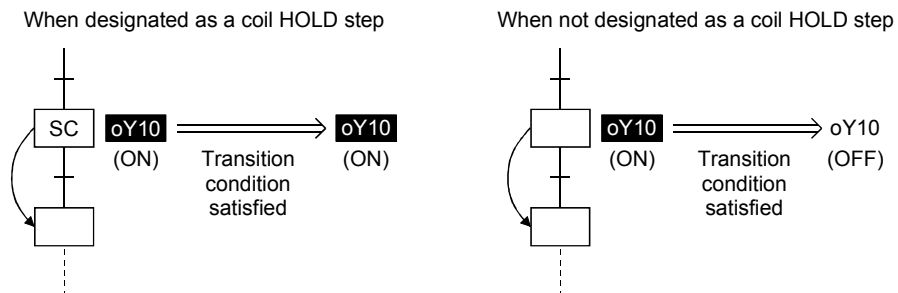 When designated as a coil HOLD step
SC
oY10
(ON)
Transition
condition
satisfied
oY10
(ON)
When not designated as a coil HOLD step
oY10
(ON)
Transition
condition
satisfied
oY10
(OFF)